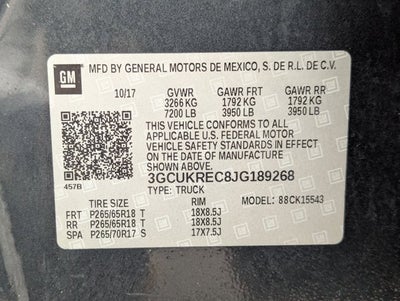 GM
MFD BY GENERAL MOTORS DE MEXICO, S. DE R.L. DE C.V.
10/17 GVWR GAWR FRT GAWR RR
3266 KG 1792 KG 1792 KG
7200 LB 3950 LB 3950 LB
THIS VEHICLE CONFORMS TO ALL
APPLICABLE U.S. FEDERAL MOTOR
VEHICLE SAFETY STANDARDS IN EFFECT ON
THE DATE OF MANUFACTURE SHOWN ABOVE.
3GCUKREC8JG189268
457B TYPE: TRUCK
TIRE SIZE RIM MODEL: 88CK15543
FRT P265/65R18 T 18X8.5J
RR P265/65R18 T 18X8.5J
SPA P265/70R17 S 17X7.5J